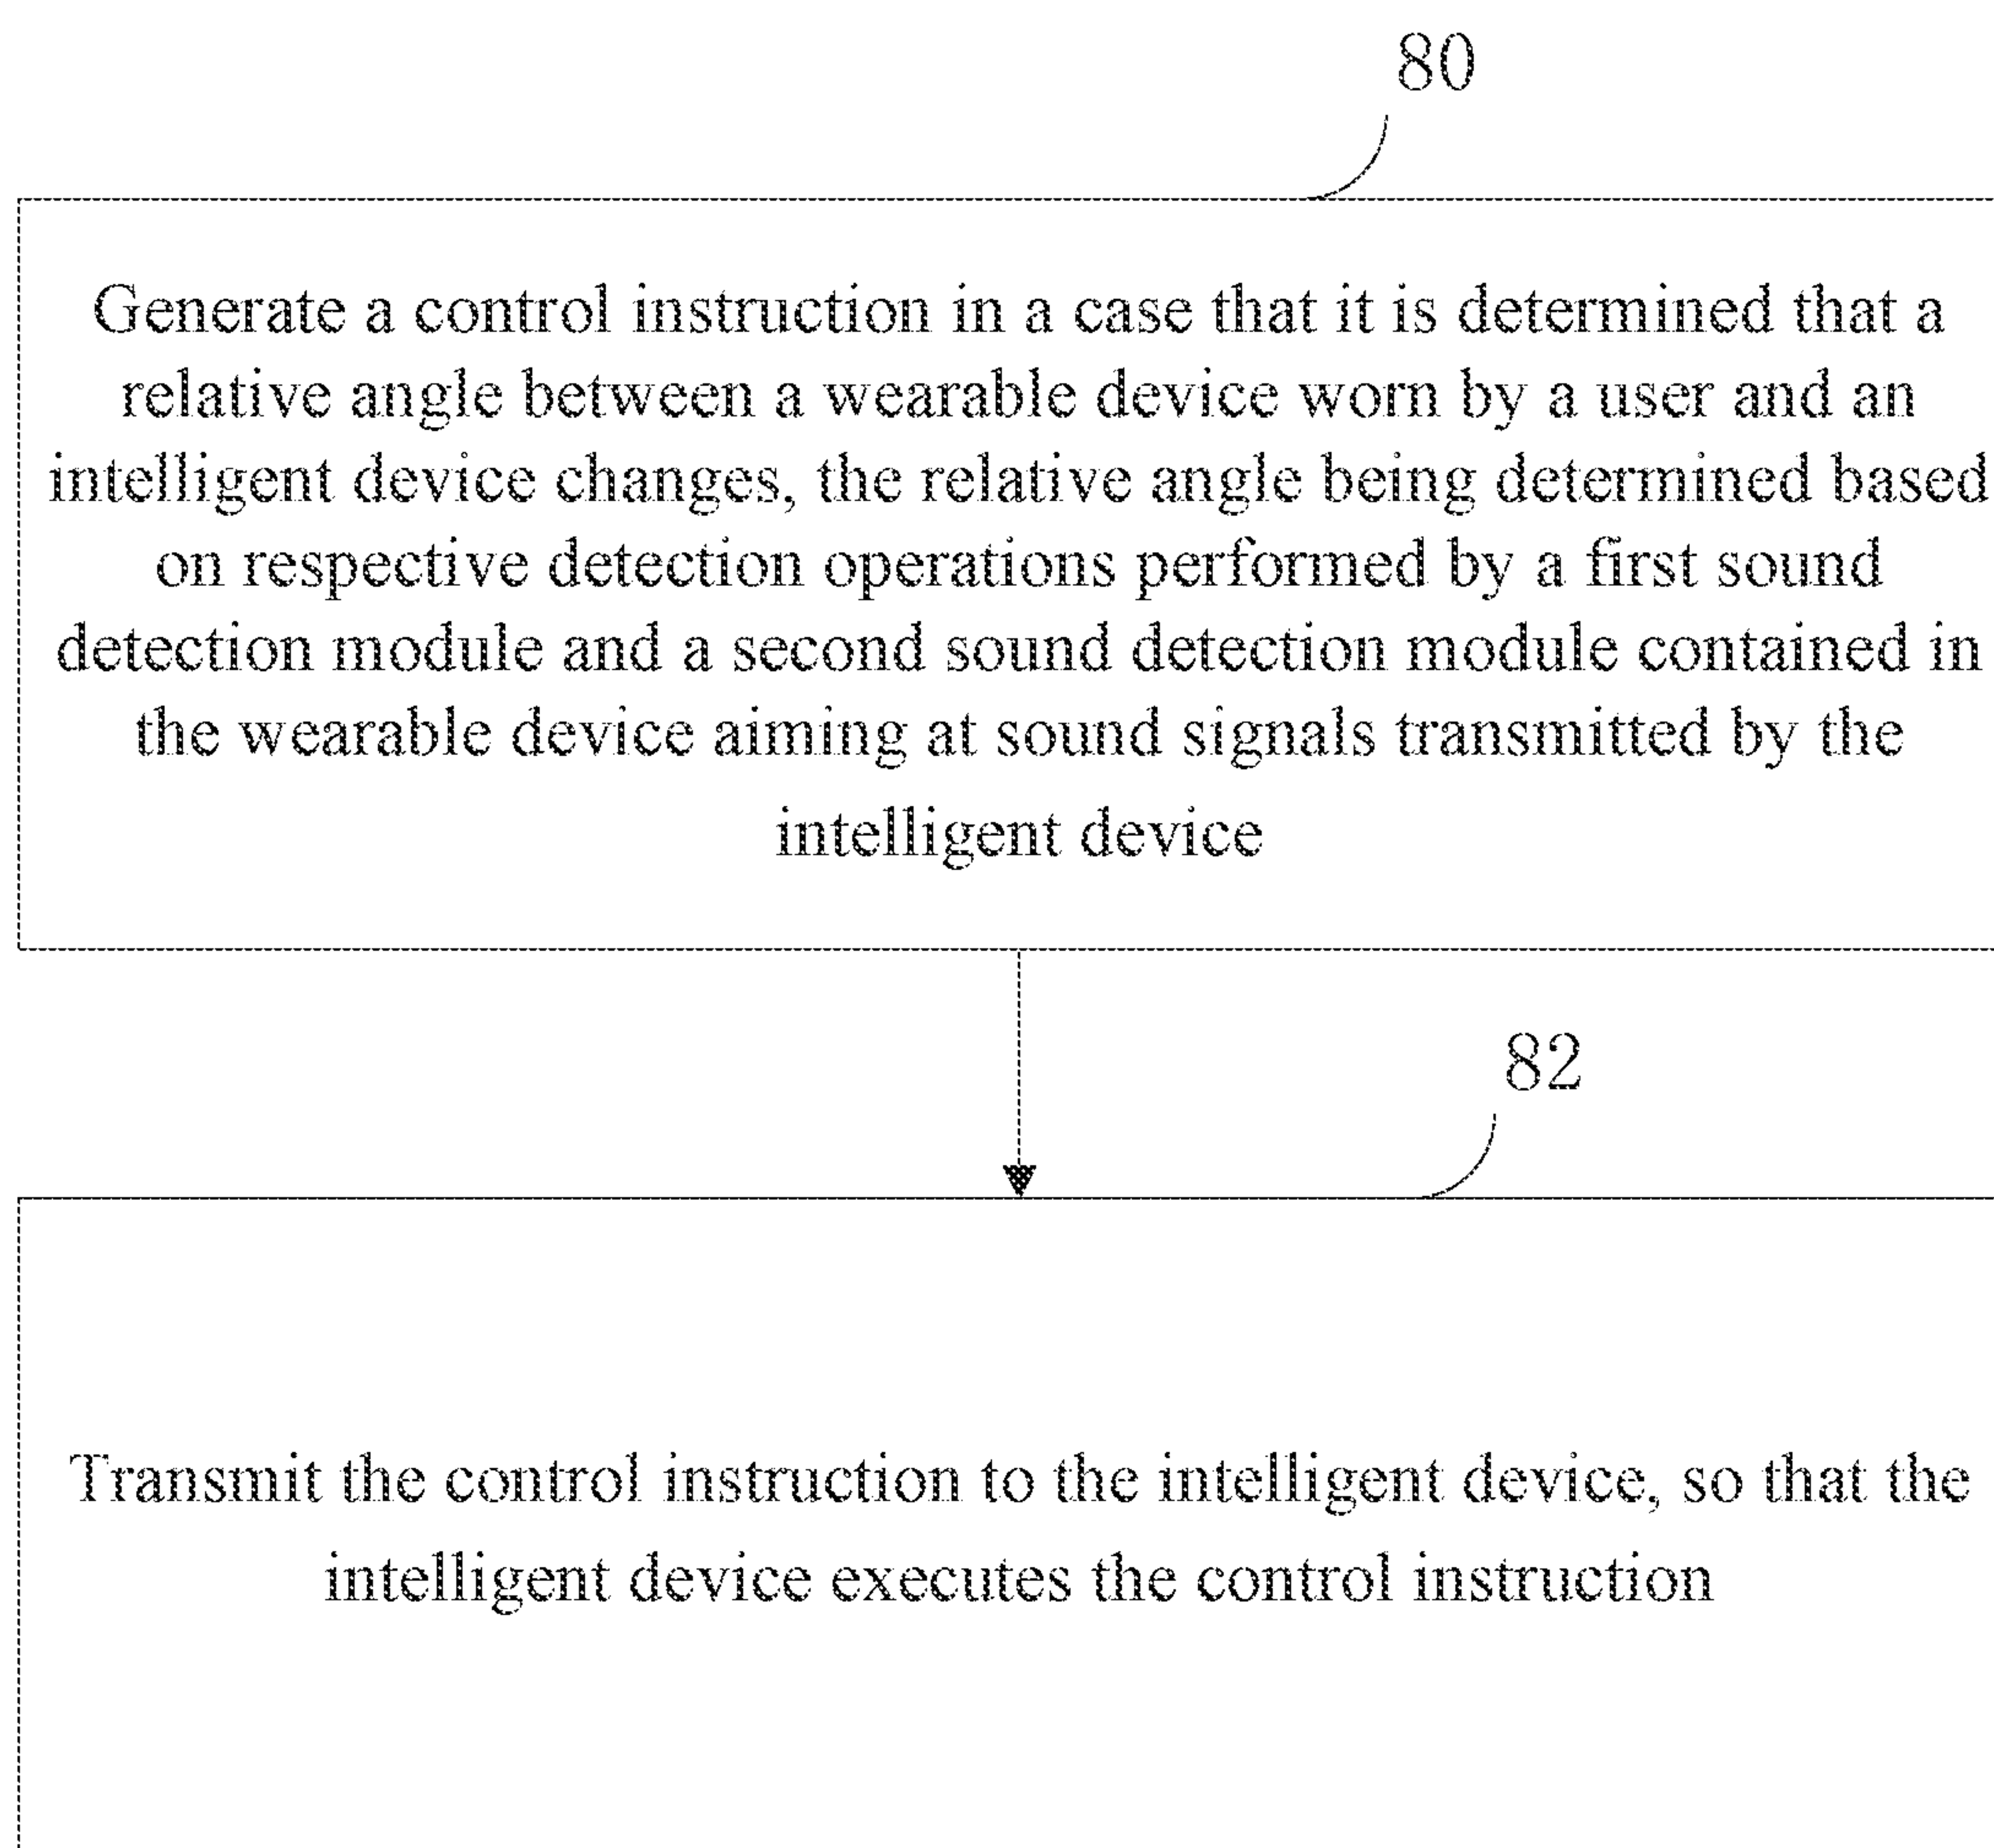 80
Generate a control instruction in a case that it is determined that a
relative angle between a wearable device worn by a user and an
intelligent device changes, the relative angle being determined based
on respective detection operations performed by a first sound
detection module and a second sound detection module contained in
the wearable device aiming at sound signals transmitted by the
intelligent device
82
Transmit the control instruction to the intelligent device, so that the
intelligent device executes the control instruction